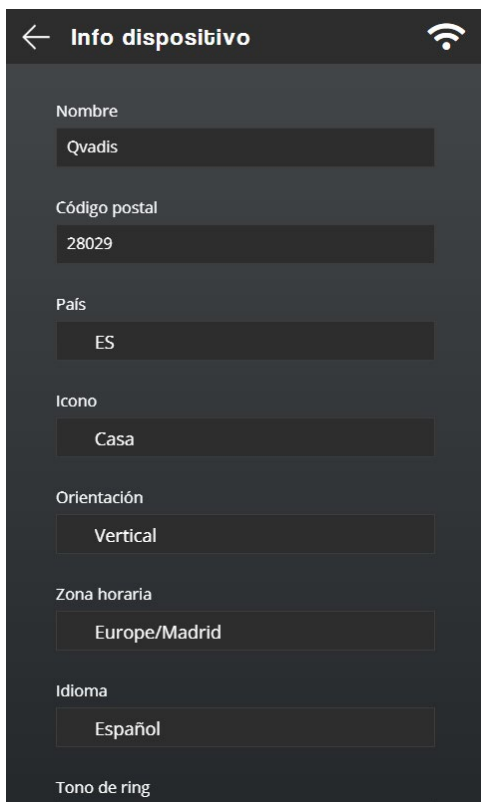 Info dispositivo
Nombre
Qvadis
Código postal
28029
País
ES
Icono
Casa
Orientación
Vertical
Zona horaria
Europe/Madrid
Idioma
Español
Tono de ring